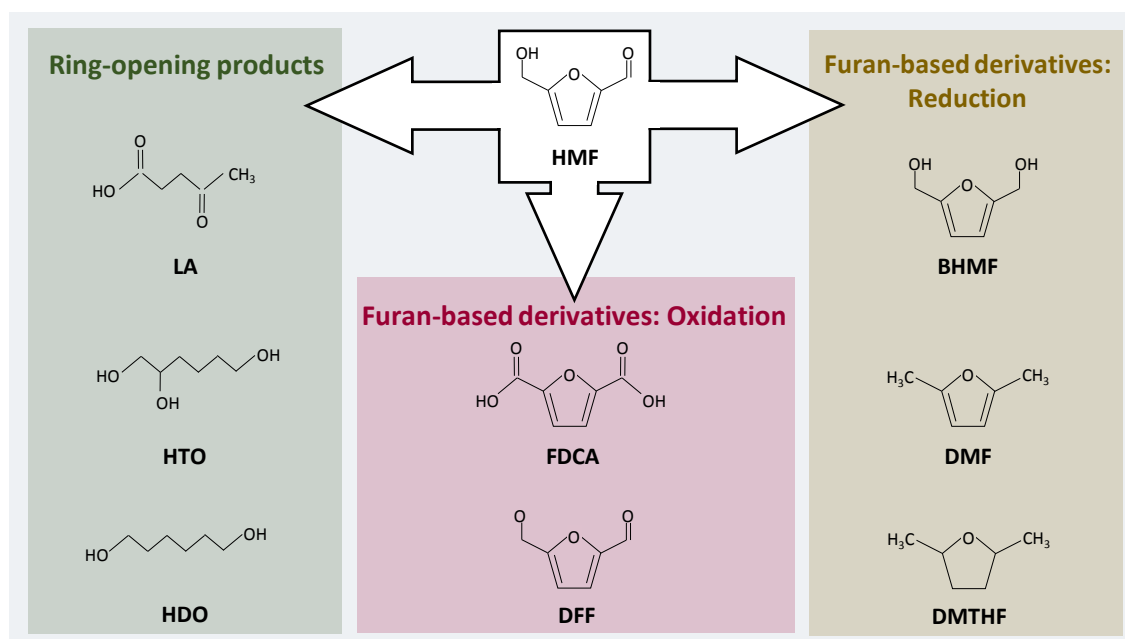 Ring-opening products
LA
HO
O
O
CH3
HTO
HO
OH
OH
HDO
HO
OH
OH
O
O
HMF
Furan-based derivatives: Oxidation
O
O
O
HO
OH
FDCA
O
O
O
DFF
Furan-based derivatives:
Reduction
OH
O
OH
BHMF
H3C
O
CH3
DMF
H3C
O
CH3
DMTHF